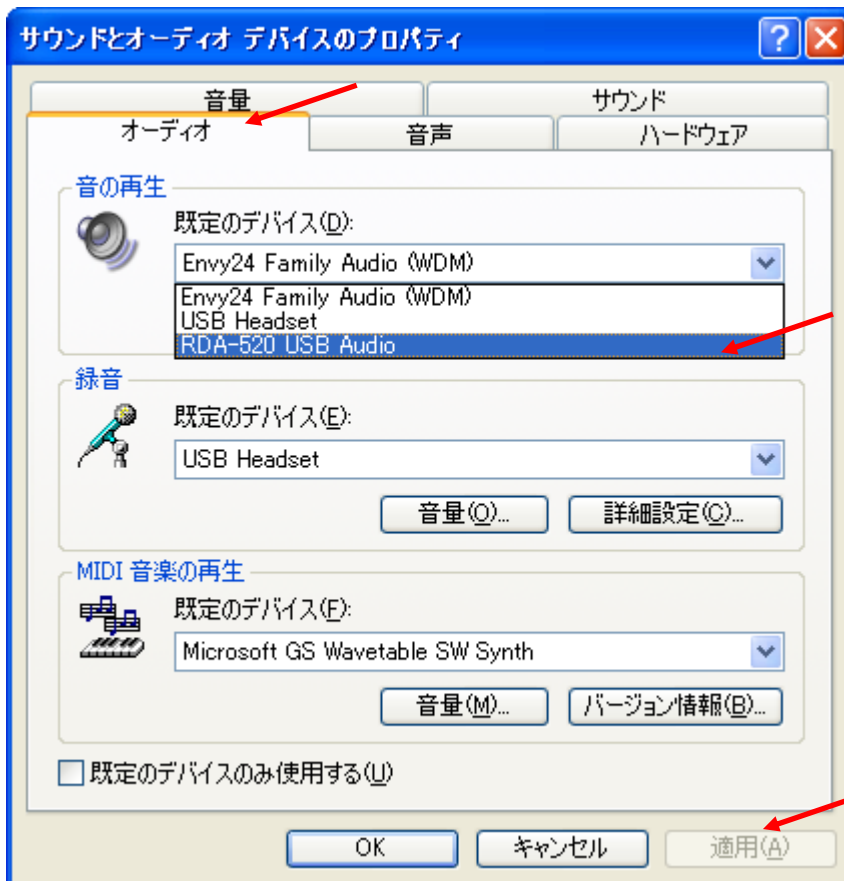 サウンドとオーディオ デバイスのプロパティ
音量 サウンド
オーディオ 音声 ハードウェア
音の再生
既定のデバイス(D):
Envy24 Family Audio (WDM)
Envy24 Family Audio (WDM)
USB Headset
RDA-520 USB Audio
録音
既定のデバイス(E):
USB Headset
音量(O)... 詳細設定(C)...
MIDI 音楽の再生
既定のデバイス(F):
Microsoft GS Wavetable SW Synth
音量(M)... バージョン情報(B)...
既定のデバイスのみ使用する(U)
OK キャンセル 適用(A)